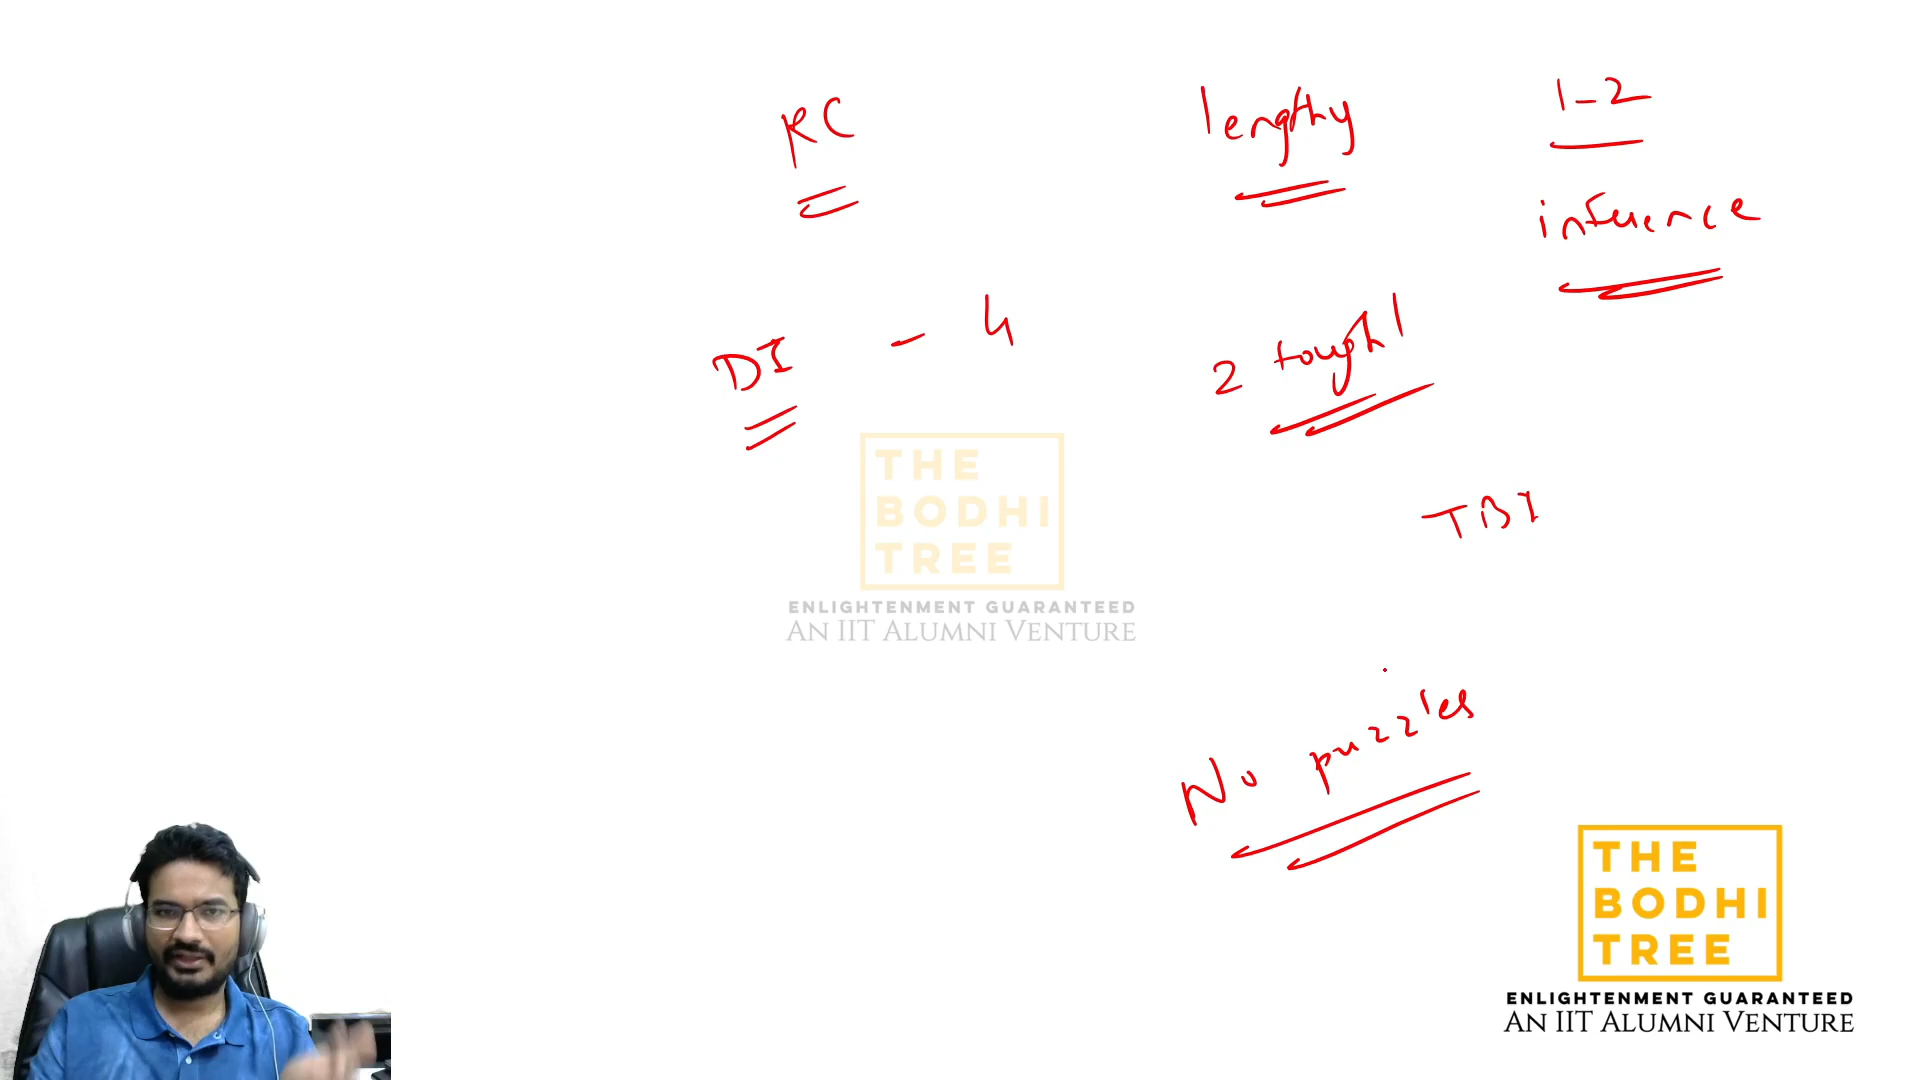 RC
lengthy
1-2
inference
DI - 4
2 tough
THE
BODHI
TREE
ENLIGHTENMENT GUARANTEED
AN IIT ALUMNI VENTURE
No puzzles
THE
BODHI
TREE
ENLIGHTENMENT GUARANTEED
AN IIT ALUMNI VENTURE